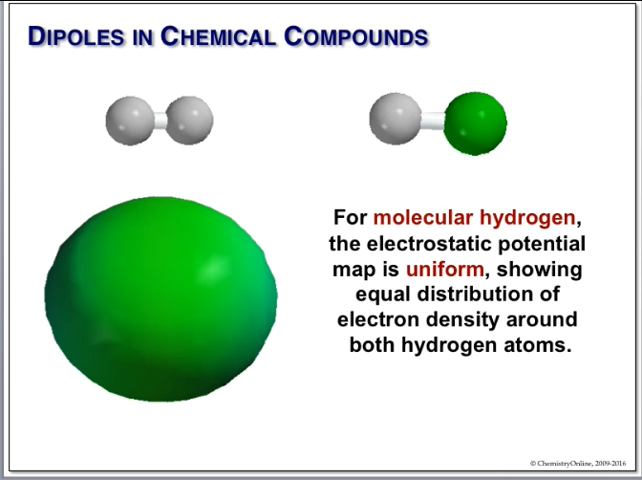 DIPOLES IN CHEMICAL COMPOUNDS
For molecular hydrogen,
the electrostatic potential
map is uniform, showing
equal distribution of
electron density around
both hydrogen atoms.
© ChemistryOnline, 2009-2016